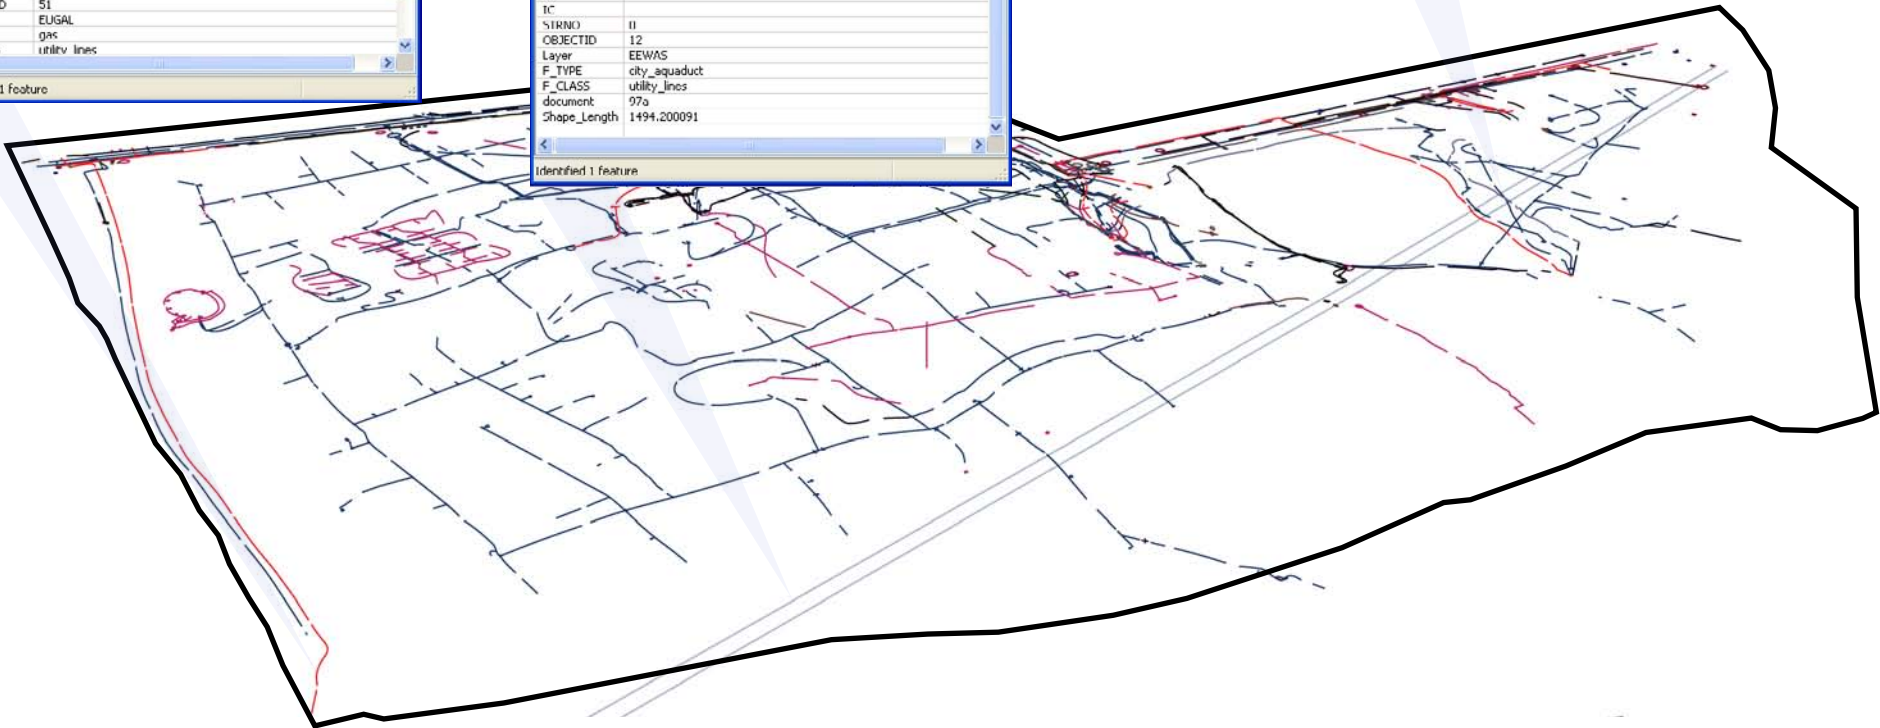 D 51
EUGAL
gas
utility_lines
1 feature
IC
STRNO 0
OBJECTID 12
Layer EEWAS
F_TYPE city_aquaduct
F_CLASS utility_lines
document 97a
Shape_Length 1494.200091
Identified 1 feature